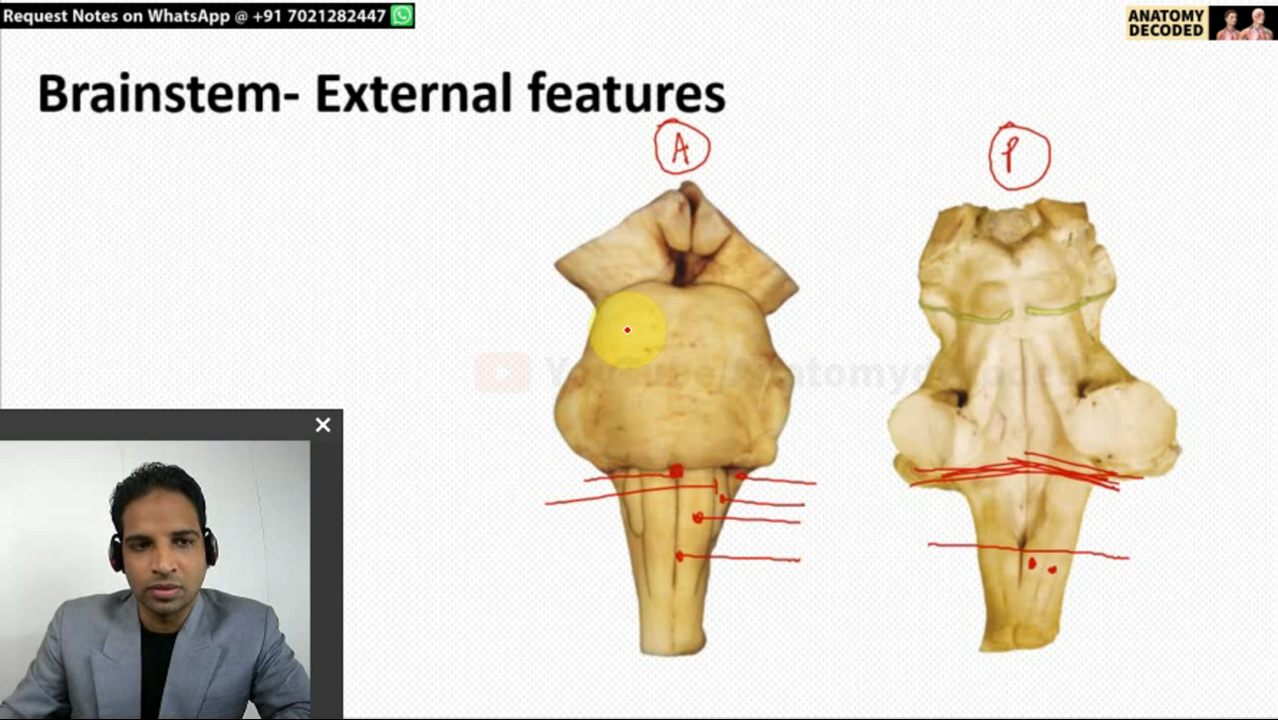 Request Notes on WhatsApp @ +91 7021282447
ANATOMY
DECODED
Brainstem- External features
A
P